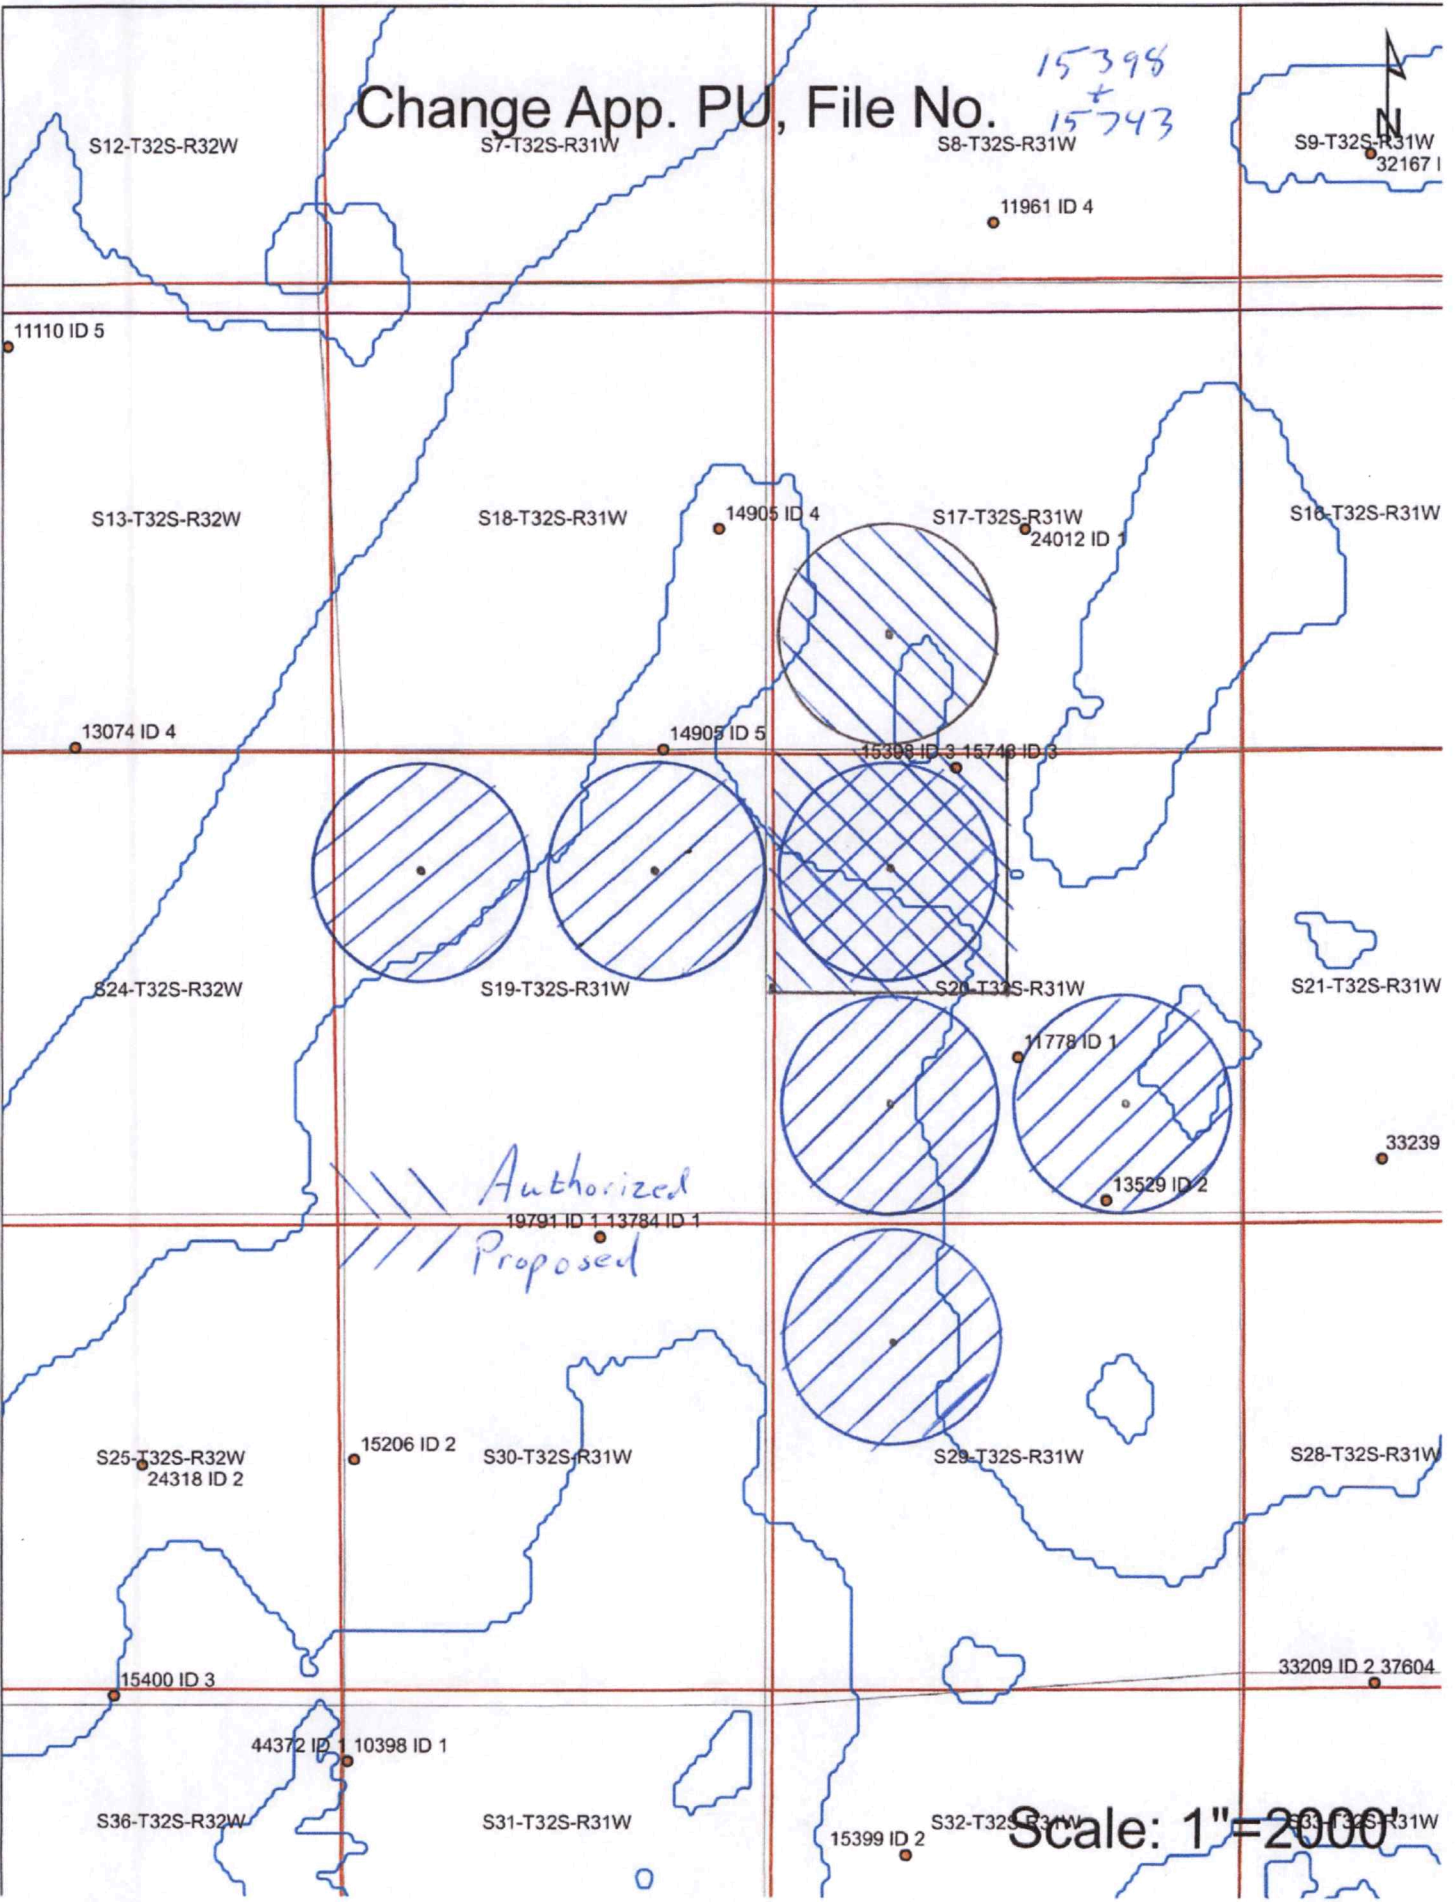 15398
+
Change App. PU, File No. 15743
N
S12-T32S-R32W
S7-T32S-R31W
S8-T32S-R31W
S9-T32S-R31W
32167 I
11961 ID 4
11110 ID 5
S13-T32S-R32W
S18-T32S-R31W
14905 ID 4
S17-T32S-R31W
24012 ID 1
S16-T32S-R31W
13074 ID 4
14905 ID 5
15398 ID 3 15743 ID 3
S24-T32S-R32W
S19-T32S-R31W
S20-T32S-R31W
S21-T32S-R31W
11778 ID 1
33239
13529 ID 2
Authorized
19791 ID 1 13784 ID 1
Proposed
S25-T32S-R32W
24318 ID 2
15206 ID 2
S30-T32S-R31W
S29-T32S-R31W
S28-T32S-R31W
15400 ID 3
33209 ID 2 37604
44372 ID 1 10398 ID 1
S36-T32S-R32W
S31-T32S-R31W
15399 ID 2
S32-T32S-R31W
S33-T32S-R31W
Scale: 1"=2000'